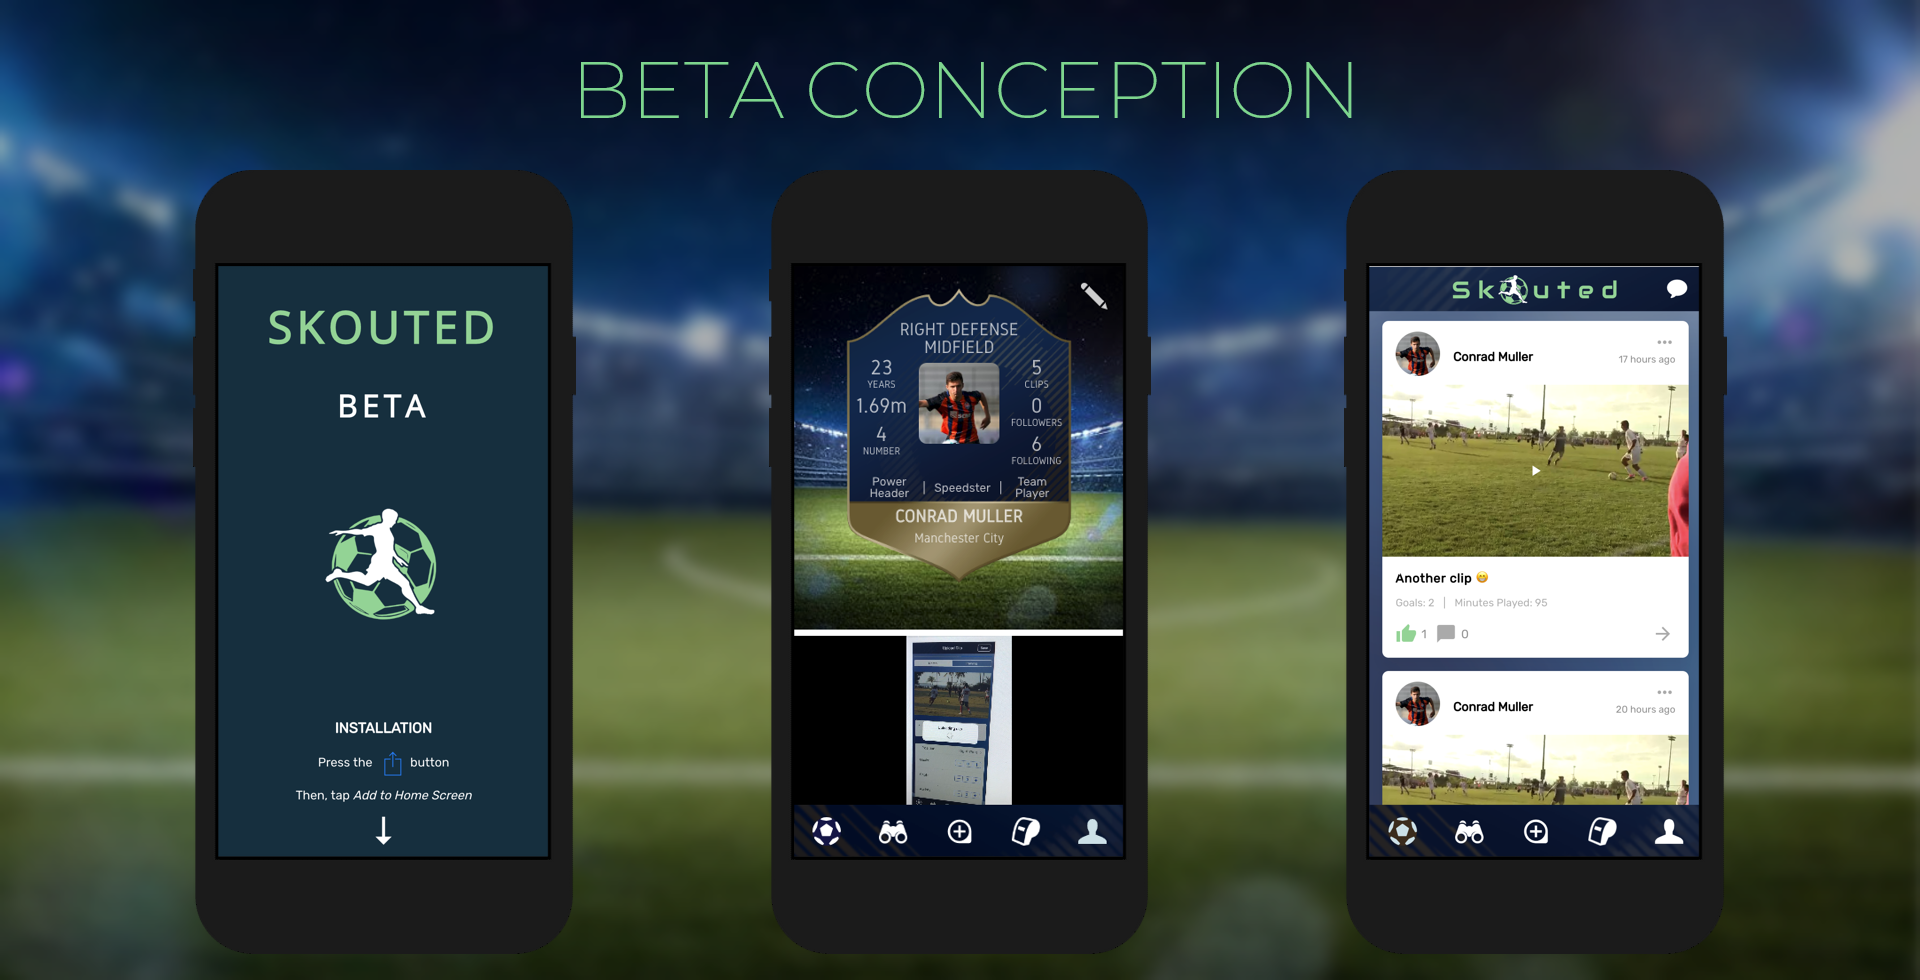 BETA CONCEPTION
SKOUTED
BETA
INSTALLATION
Press the button
Then, tap Add to Home Screen
RIGHT DEFENSE
MIDFIELD
23
YEARS
1.69m
4
NUMBER
5
CLIPS
0
FOLLOWERS
6
FOLLOWING
Power
Header
| Speedster |
Team
Player
CONRAD MULLER
Manchester City
Skouted
Conrad Muller
17 hours ago
Another clip 😁
Goals: 2 | Minutes Played: 95
1 0
Conrad Muller
20 hours ago